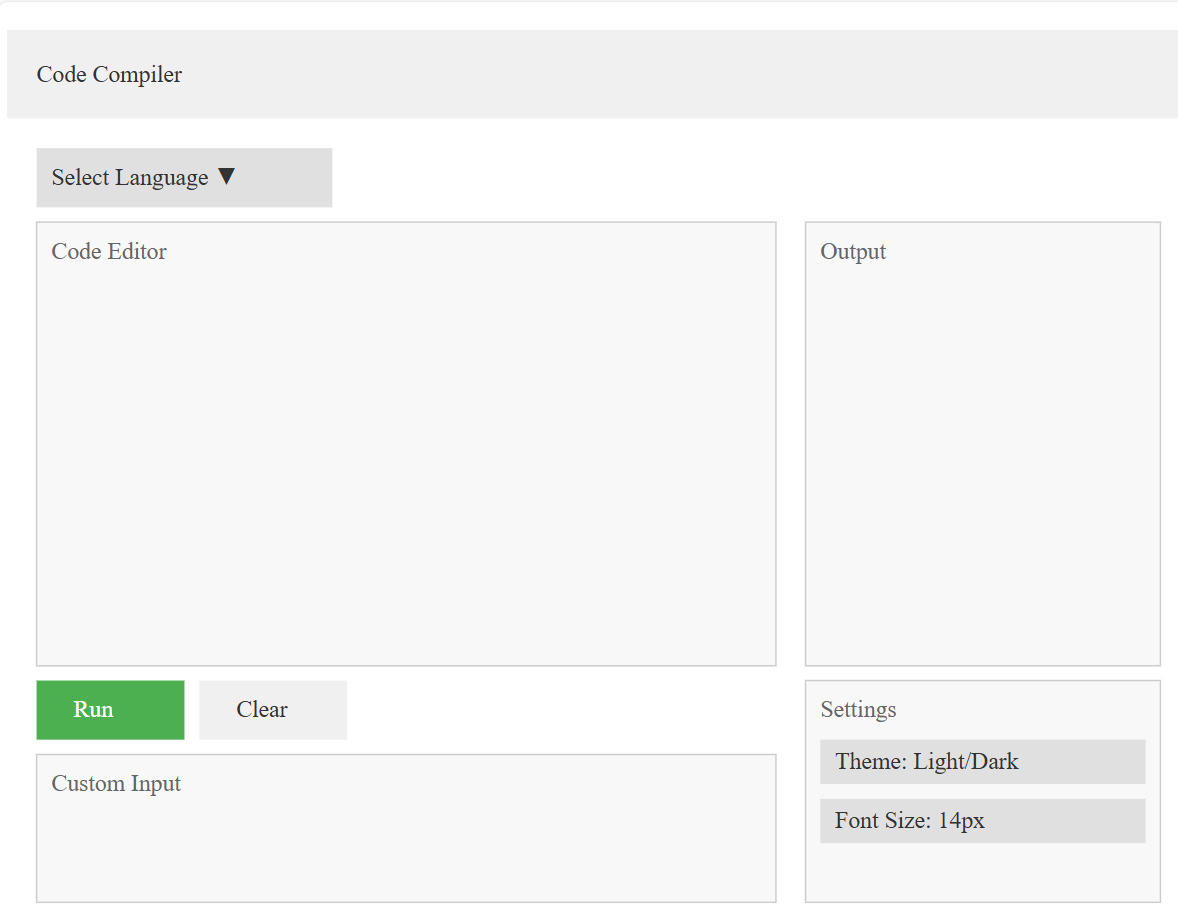 Code Compiler
Select Language ▼
Code Editor
Output
Run
Clear
Settings
Theme: Light/Dark
Font Size: 14px
Custom Input